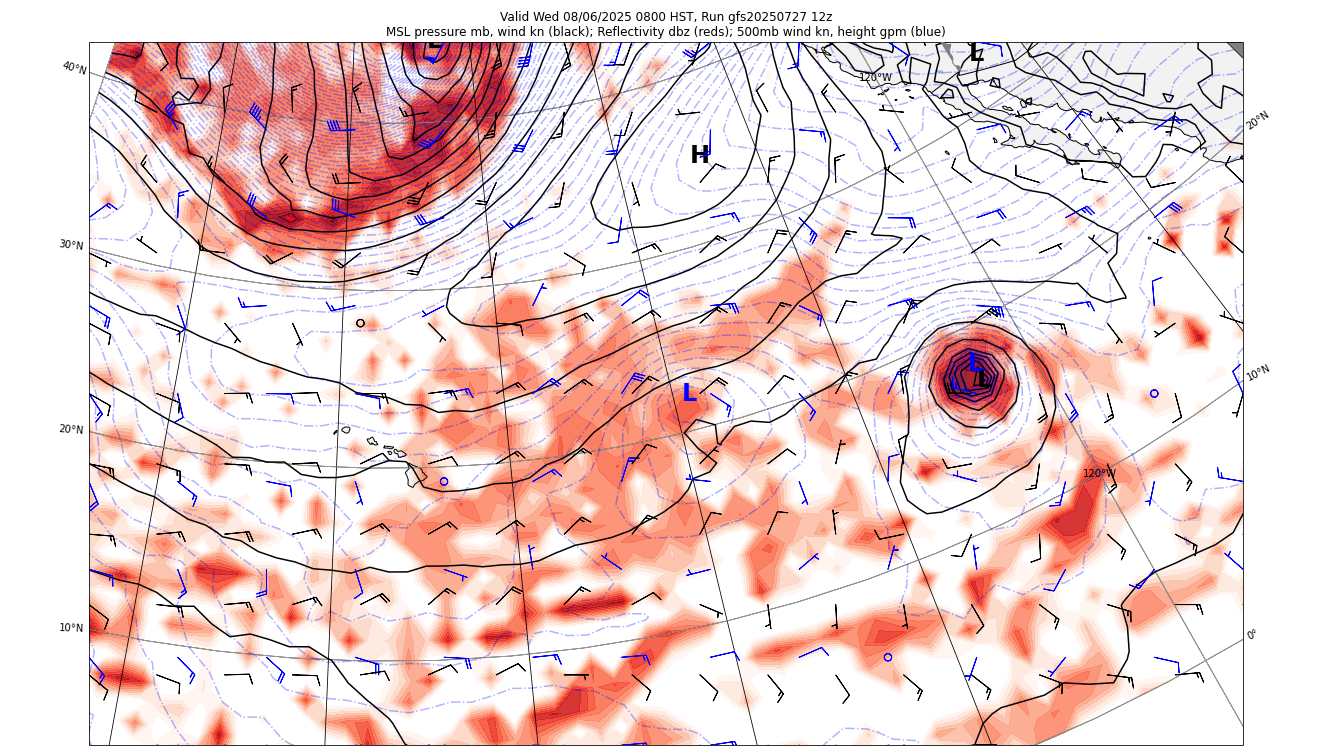 Valid Wed 08/06/2025 0800 HST, Run gfs20250727 12z
MSL pressure mb, wind kn (black); Reflectivity dbz (reds); 500mb wind kn, height gpm (blue)
L
L
40°N
120°W
20°N
H
30°N
L
L
10°N
L
20°N
120°W
10°N
0°